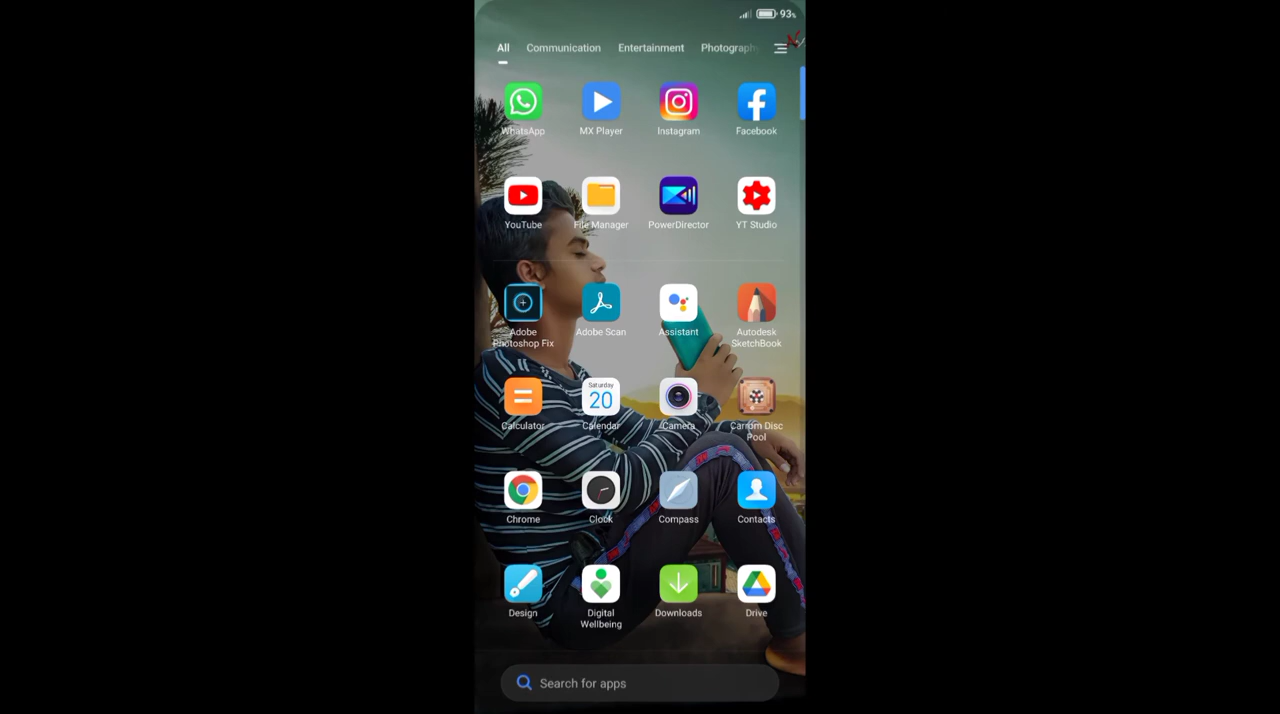 93%
All Communication Entertainment Photograph
WhatsApp MX Player Instagram Facebook
YouTube File Manager PowerDirector YT Studio
Adobe Photoshop Fix Adobe Scan Assistant Autodesk SketchBook
Saturday
20
Calculator Calendar Camera Carrom Disc Pool
Chrome Clock Compass Contacts
Design Digital Wellbeing Downloads Drive
Search for apps